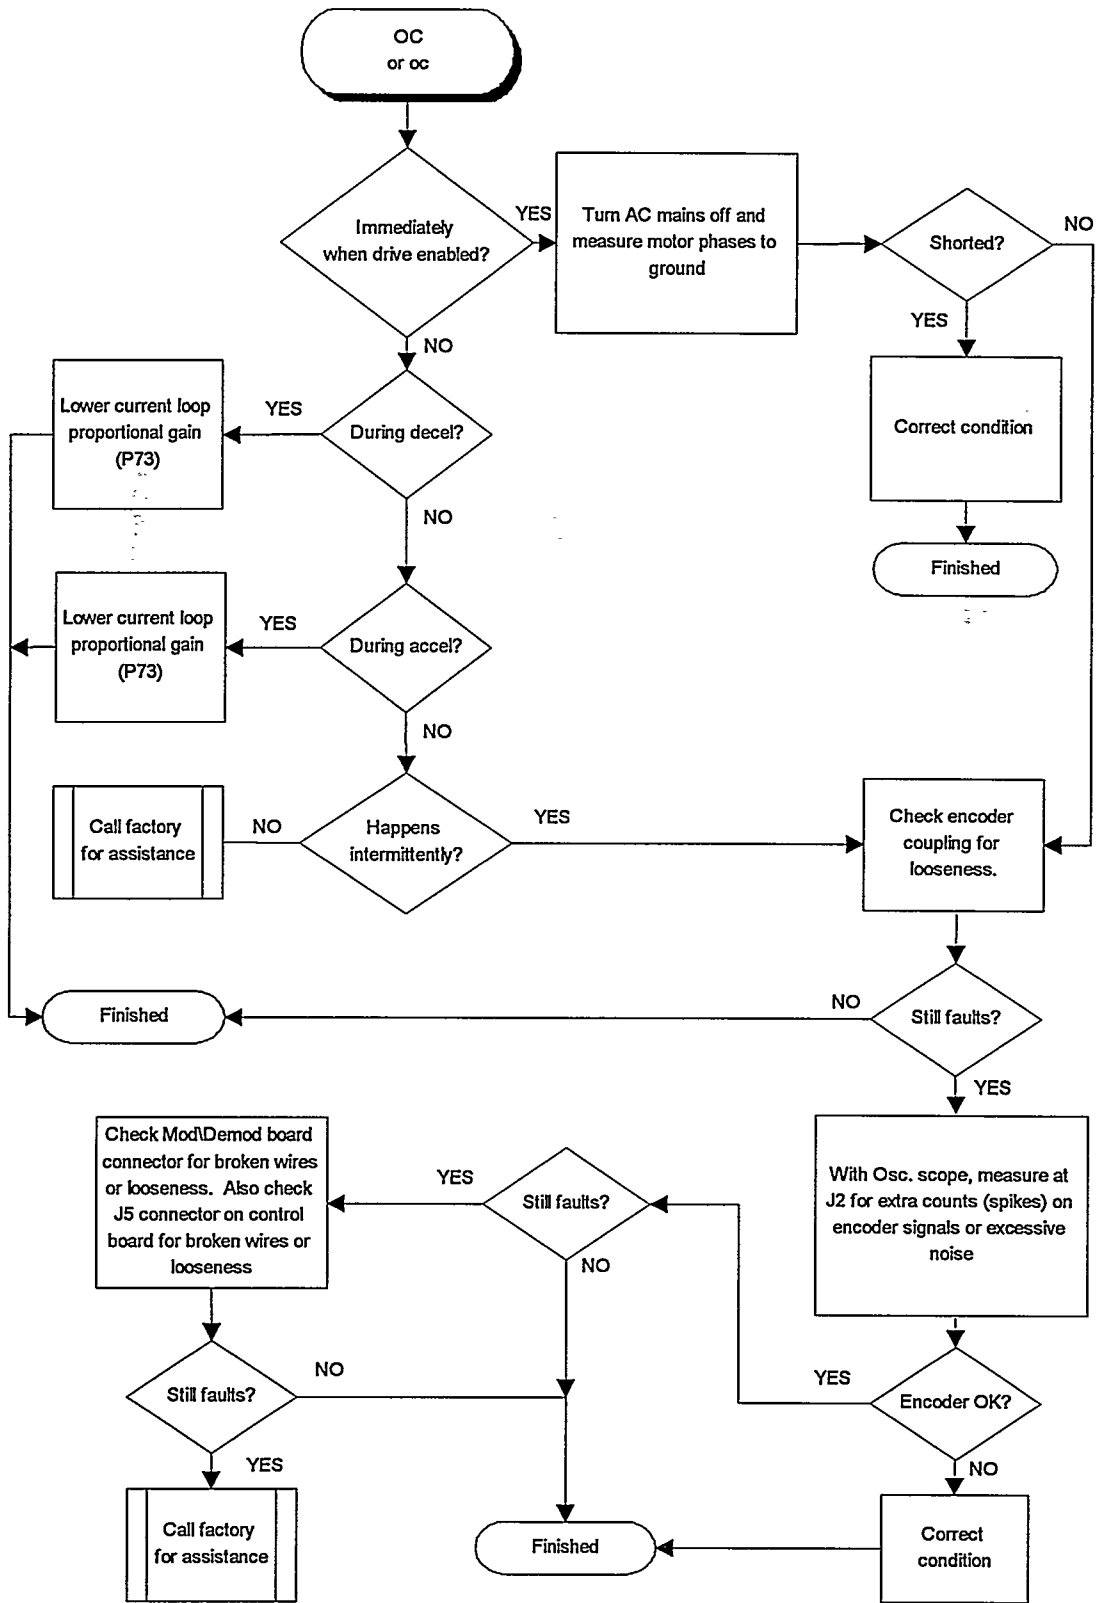 OC
or oc
Immediately
when drive enabled?
YES
Turn AC mains off and
measure motor phases to
ground
Shorted?
NO
YES
Correct condition
Finished
NO
During decel?
YES
Lower current loop
proportional gain
(P73)
NO
During accel?
YES
Lower current loop
proportional gain
(P73)
NO
Happens
intermittently?
NO
Call factory
for assistance
YES
Check encoder
coupling for
looseness.
Still faults?
NO
Finished
YES
With Osc. scope, measure at
J2 for extra counts (spikes) on
encoder signals or excessive
noise
Encoder OK?
YES
NO
Correct
condition
Still faults?
YES
NO
Check Mod\Demod board
connector for broken wires
or looseness. Also check
J5 connector on control
board for broken wires or
looseness
Still faults?
NO
YES
Call factory
for assistance
Finished